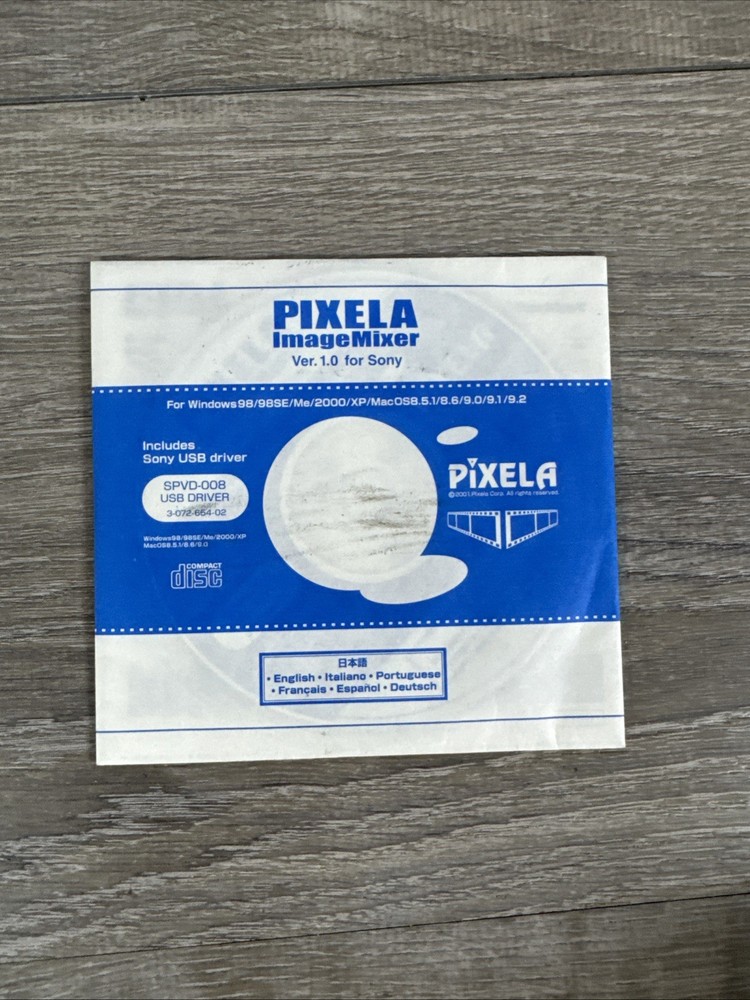 PIXELA
ImageMixer
Ver.1.0 for Sony
For Windows98/98SE/Me/2000/XP/MacOS8.5.1/8.6/9.0/9.1/9.2
Includes
Sony USB driver
SPVD-008
USB DRIVER
3-072-654-02
Windows98/98SE/Me/2000/XP
MacOS8.5.1/8.6/9.0
COMPACT
disc
PiXELA
©2001 Pixela Corp. All rights reserved.
日本語
• English • Italiano • Portuguese
• Français • Español • Deutsch